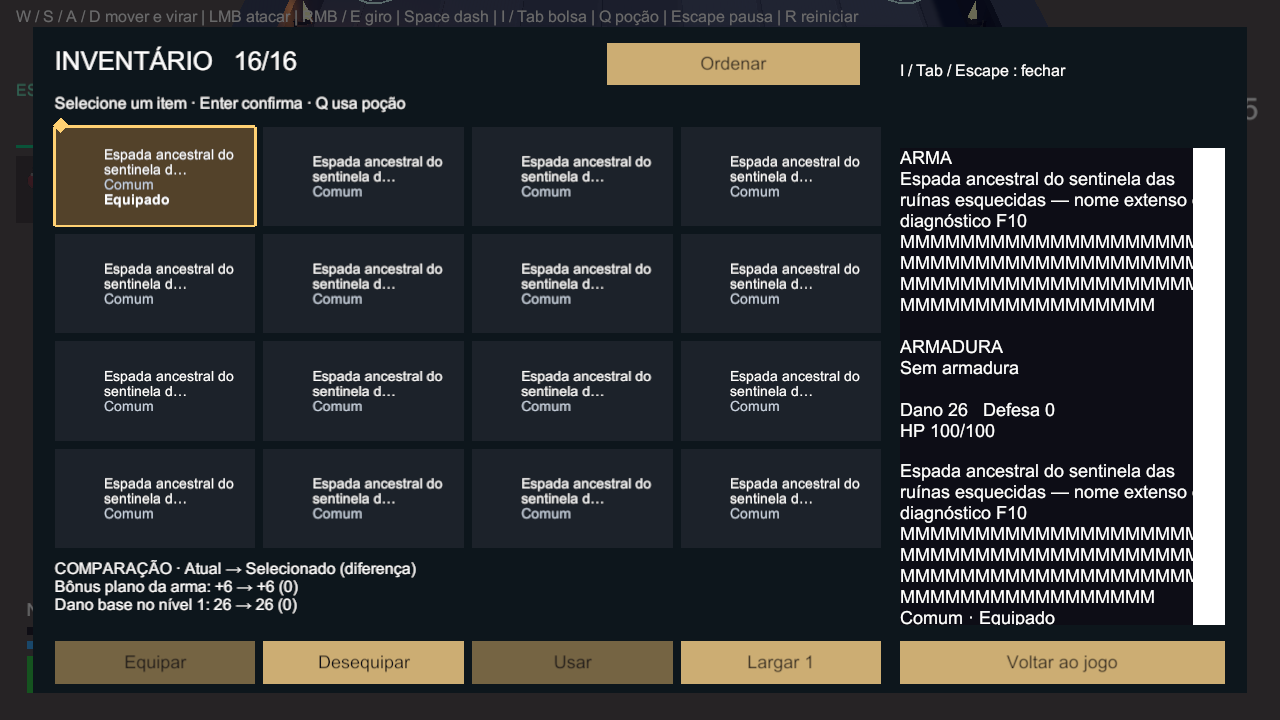 W / S / A / D mover e virar | LMB atacar | RMB / E giro | Space dash | I / Tab bolsa | Q poção | Escape pausa | R reiniciar
INVENTÁRIO 16/16
Ordenar
I / Tab / Escape : fechar
Selecione um item · Enter confirma · Q usa poção
Espada ancestral do
sentinela d…
Comum
Equipado
Espada ancestral do
sentinela d…
Comum
Espada ancestral do
sentinela d…
Comum
Espada ancestral do
sentinela d…
Comum
Espada ancestral do
sentinela d…
Comum
Espada ancestral do
sentinela d…
Comum
Espada ancestral do
sentinela d…
Comum
Espada ancestral do
sentinela d…
Comum
Espada ancestral do
sentinela d…
Comum
Espada ancestral do
sentinela d…
Comum
Espada ancestral do
sentinela d…
Comum
Espada ancestral do
sentinela d…
Comum
Espada ancestral do
sentinela d…
Comum
Espada ancestral do
sentinela d…
Comum
Espada ancestral do
sentinela d…
Comum
Espada ancestral do
sentinela d…
Comum
ARMA
Espada ancestral do sentinela das
ruínas esquecidas — nome extenso
diagnóstico F10
MMMMMMMMMMMMMMMMMMMM
MMMMMMMMMMMMMMMMMMMM
MMMMMMMMMMMMMMMMMMMM
MMMMMMMMMMMMMMMMM
ARMADURA
Sem armadura
Dano 26 Defesa 0
HP 100/100
Espada ancestral do sentinela das
ruínas esquecidas — nome extenso
diagnóstico F10
MMMMMMMMMMMMMMMMMMMM
MMMMMMMMMMMMMMMMMMMM
MMMMMMMMMMMMMMMMMMMM
MMMMMMMMMMMMMMMMM
Comum · Equipado
COMPARAÇÃO · Atual → Selecionado (diferença)
Bônus plano da arma: +6 → +6 (0)
Dano base no nível 1: 26 → 26 (0)
Equipar
Desequipar
Usar
Largar 1
Voltar ao jogo